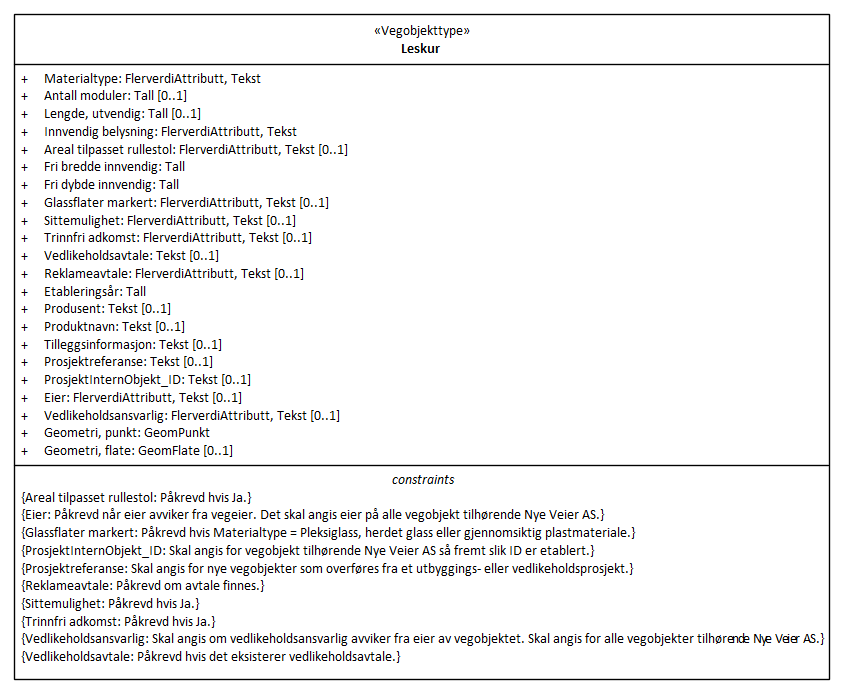 «Vegobjekttype»
Leskur
+ Materialtype: FlerverdiAttributt, Tekst
+ Antall moduler: Tall [0..1]
+ Lengde, utvendig: Tall [0..1]
+ Innvendig belysning: FlerverdiAttributt, Tekst
+ Areal tilpasset rullestol: FlerverdiAttributt, Tekst [0..1]
+ Fri bredde innvendig: Tall
+ Fri dybde innvendig: Tall
+ Glassflater markert: FlerverdiAttributt, Tekst [0..1]
+ Sittemulighet: FlerverdiAttributt, Tekst [0..1]
+ Trinnfri adkomst: FlerverdiAttributt, Tekst [0..1]
+ Vedlikeholdsavtale: Tekst [0..1]
+ Reklameavtale: FlerverdiAttributt, Tekst [0..1]
+ Etableringsår: Tall
+ Produsent: Tekst [0..1]
+ Produktnavn: Tekst [0..1]
+ Tilleggsinformasjon: Tekst [0..1]
+ Prosjektreferanse: Tekst [0..1]
+ ProsjektInternObjekt_ID: Tekst [0..1]
+ Eier: FlerverdiAttributt, Tekst [0..1]
+ Vedlikeholdsansvarlig: FlerverdiAttributt, Tekst [0..1]
+ Geometri, punkt: GeomPunkt
+ Geometri, flate: GeomFlate [0..1]
constraints
{Areal tilpasset rullestol: Påkrevd hvis Ja.}
{Eier: Påkrevd når eier avviker fra vegeier. Det skal angis eier på alle vegobjekt tilhørende Nye Veier AS.}
{Glassflater markert: Påkrevd hvis Materialtype = Pleksiglass, herdet glass eller gjennomsiktig plastmateriale.}
{ProsjektInternObjekt_ID: Skal angis for vegobjekt tilhørende Nye Veier AS så fremt slik ID er etablert.}
{Prosjektreferanse: Skal angis for nye vegobjekter som overføres fra et utbyggings- eller vedlikeholdsprosjekt.}
{Reklameavtale: Påkrevd om avtale finnes.}
{Sittemulighet: Påkrevd hvis Ja.}
{Trinnfri adkomst: Påkrevd hvis Ja.}
{Vedlikeholdsansvarlig: Skal angis om vedlikeholdsansvarlig avviker fra eier av vegobjektet. Skal angis for alle vegobjekter tilhørende Nye Veier AS.}
{Vedlikeholdsavtale: Påkrevd hvis det eksisterer vedlikeholdsavtale.}